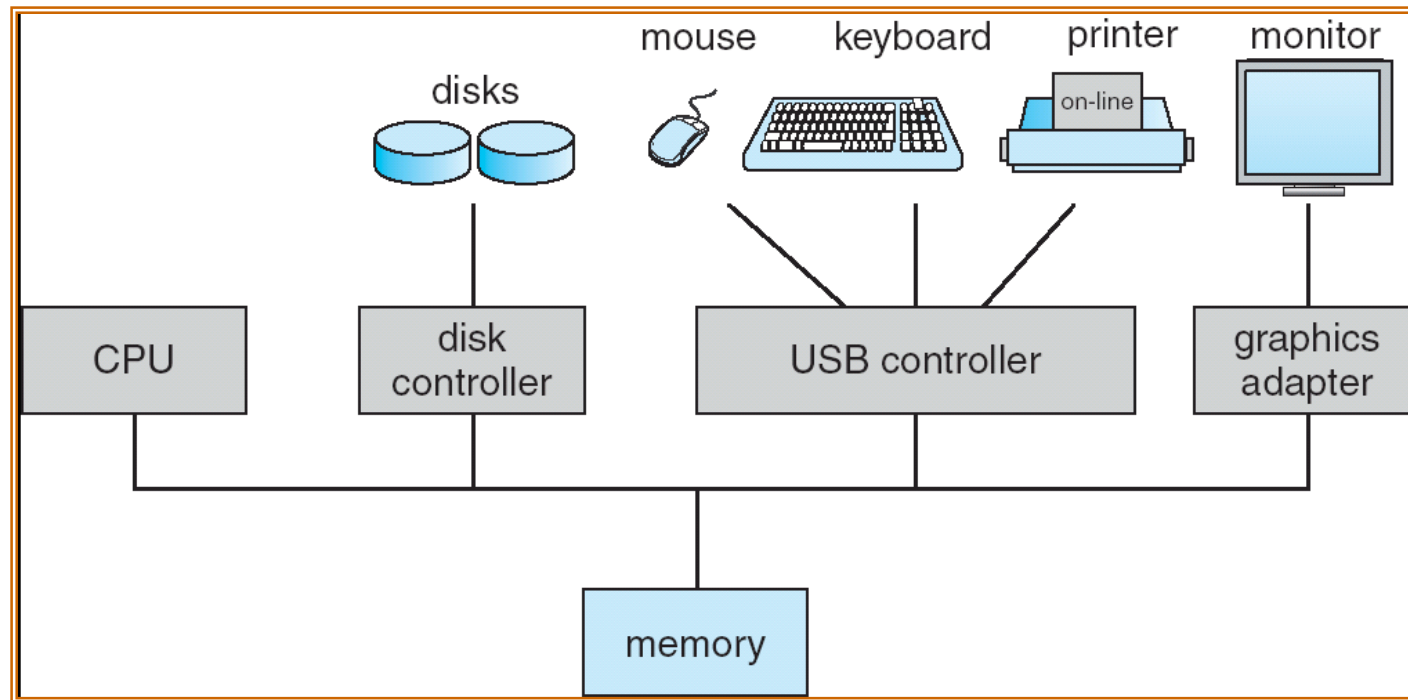 mouse
keyboard
printer
monitor
disks
on-line
CPU
disk
controller
USB controller
graphics
adapter
memory